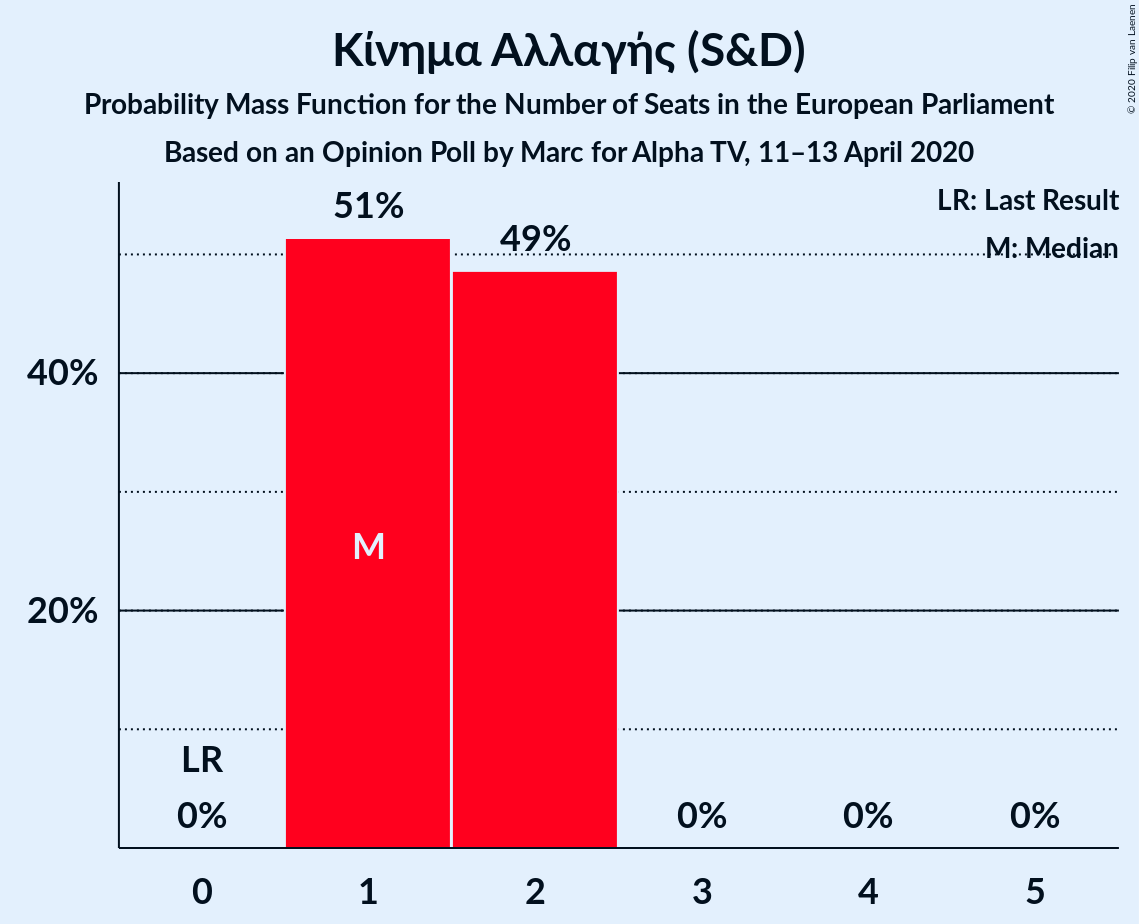 Κίνημα Αλλαγής (S&D)
Probability Mass Function for the Number of Seats in the European Parliament
Based on an Opinion Poll by Marc for Alpha TV, 11–13 April 2020
© 2020 Filip van Laenen
LR: Last Result
M: Median
51%
49%
40%
M
20%
LR
0%
0%
0%
0%
0
1
2
3
4
5